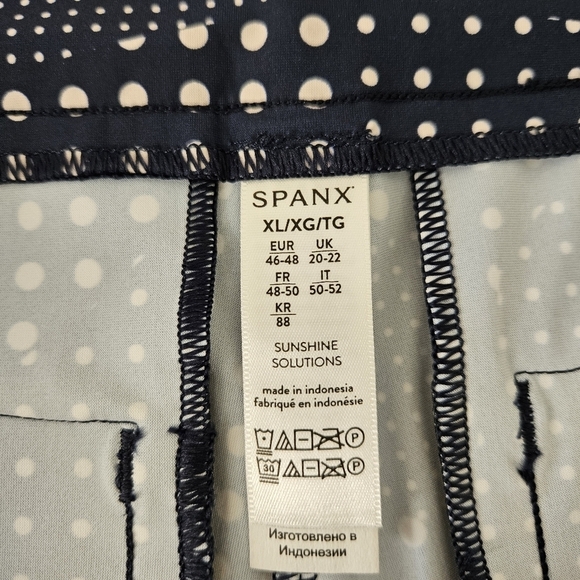 SPANX
XL/XG/TG
EUR UK
46-48 20-22
FR IT
48-50 50-52
KR
88
SUNSHINE
SOLUTIONS
made in indonesia
fabriqué en indonésie
P
30 P
Изготовлено в
Индонезии